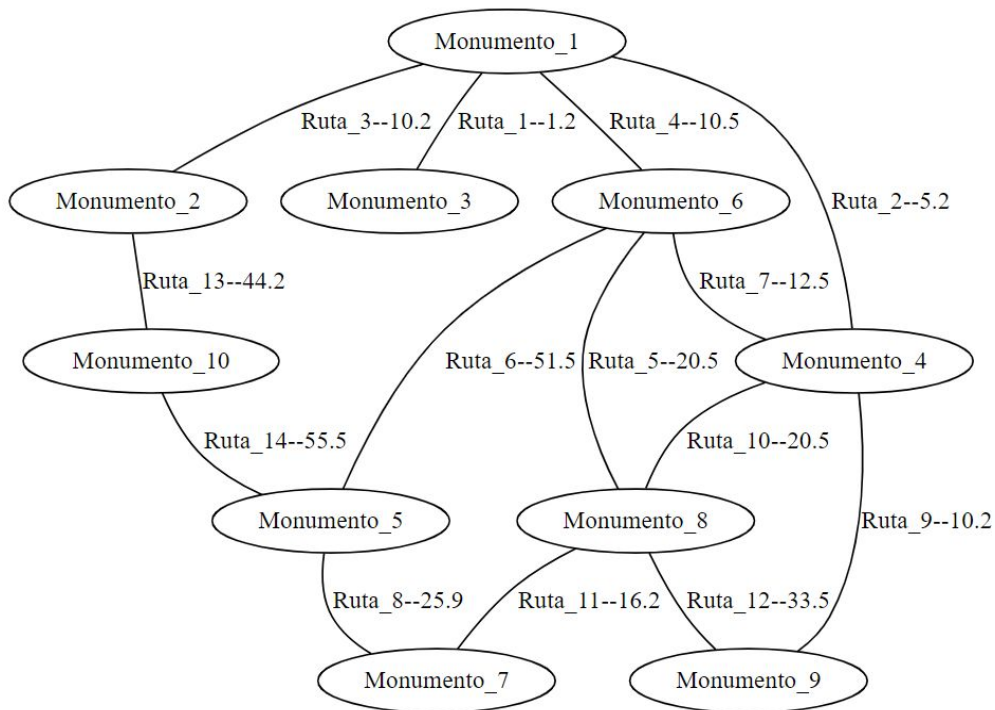 Monumento_1
Ruta_3--10.2
Ruta_1--1.2
Ruta_4--10.5
Monumento_2
Monumento_3
Monumento_6
Ruta_2--5.2
Ruta_13--44.2
Ruta_7--12.5
Monumento_10
Ruta_6--51.5
Ruta_5--20.5
Monumento_4
Ruta_14--55.5
Ruta_10--20.5
Monumento_5
Monumento_8
Ruta_9--10.2
Ruta_8--25.9
Ruta_11--16.2
Ruta_12--33.5
Monumento_7
Monumento_9